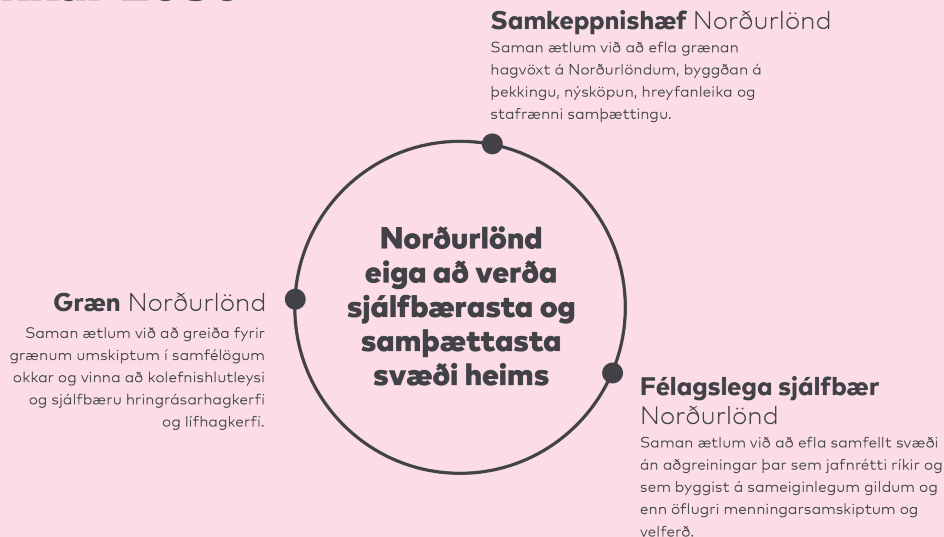 Samkeppnishæf Norðurlönd
Saman ætlum við að efla grænan
hagvöxt á Norðurlöndum, byggðan á
þekkingu, nýsköpun, hreyfanleika og
stafrænni samþættingu.
Norðurlönd
eiga að verða
sjálfbærasta og
samþættasta
svæði heims
Græn Norðurlönd
Saman ætlum við að greiða fyrir
grænum umskiptum í samfélögum
okkar og vinna að kolefnishlutleysi
og sjálfbæru hringrásarhagkerfi
og lífhagkerfi.
Félagslega sjálfbær
Norðurlönd
Saman ætlum við að efla samfellt svæði
án aðgreiningar þar sem jafnrétti ríkir og
sem byggist á sameiginlegum gildum og
enn öflugri menningarsamskiptum og
velferð.